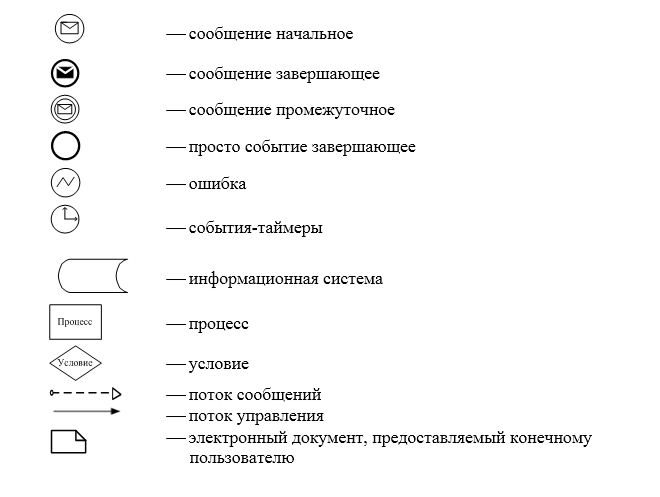 — сообщение начальное
— сообщение завершающее
— сообщение промежуточное
— просто событие завершающее
— ошибка
— события-таймеры
— информационная система
Процесс — процесс
Условие — условие
— поток сообщений
— поток управления
— электронный документ, предоставляемый конечному
пользователю